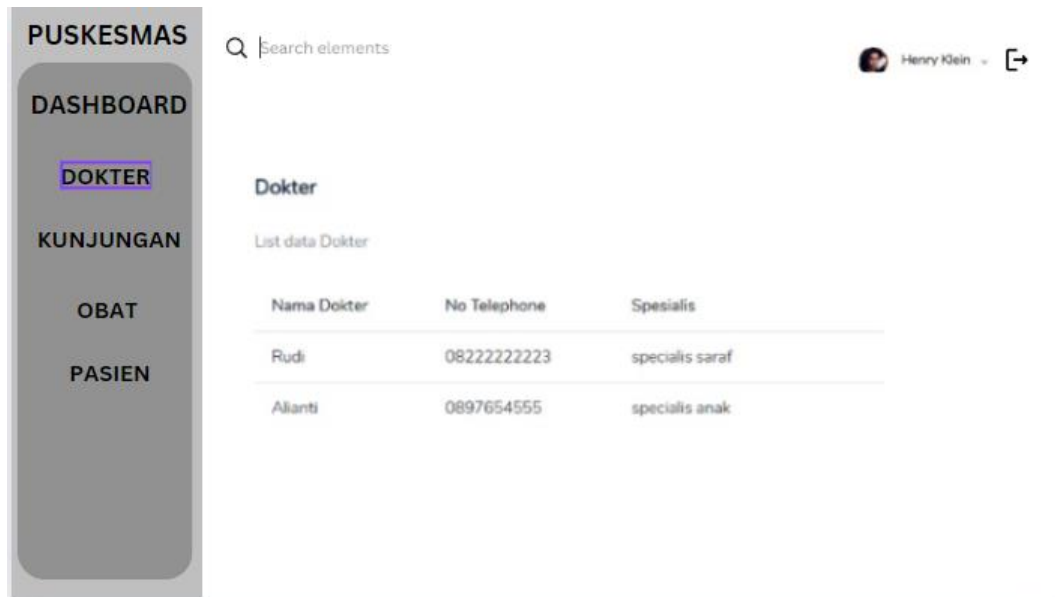 PUSKESMAS
Search elements
Henry Klein
DASHBOARD
DOKTER
KUNJUNGAN
OBAT
PASIEN
Dokter
List data Dokter
Nama Dokter No Telephone Spesialis
Rudi 08222222223 specialis saraf
Alianti 0897654555 specialis anak